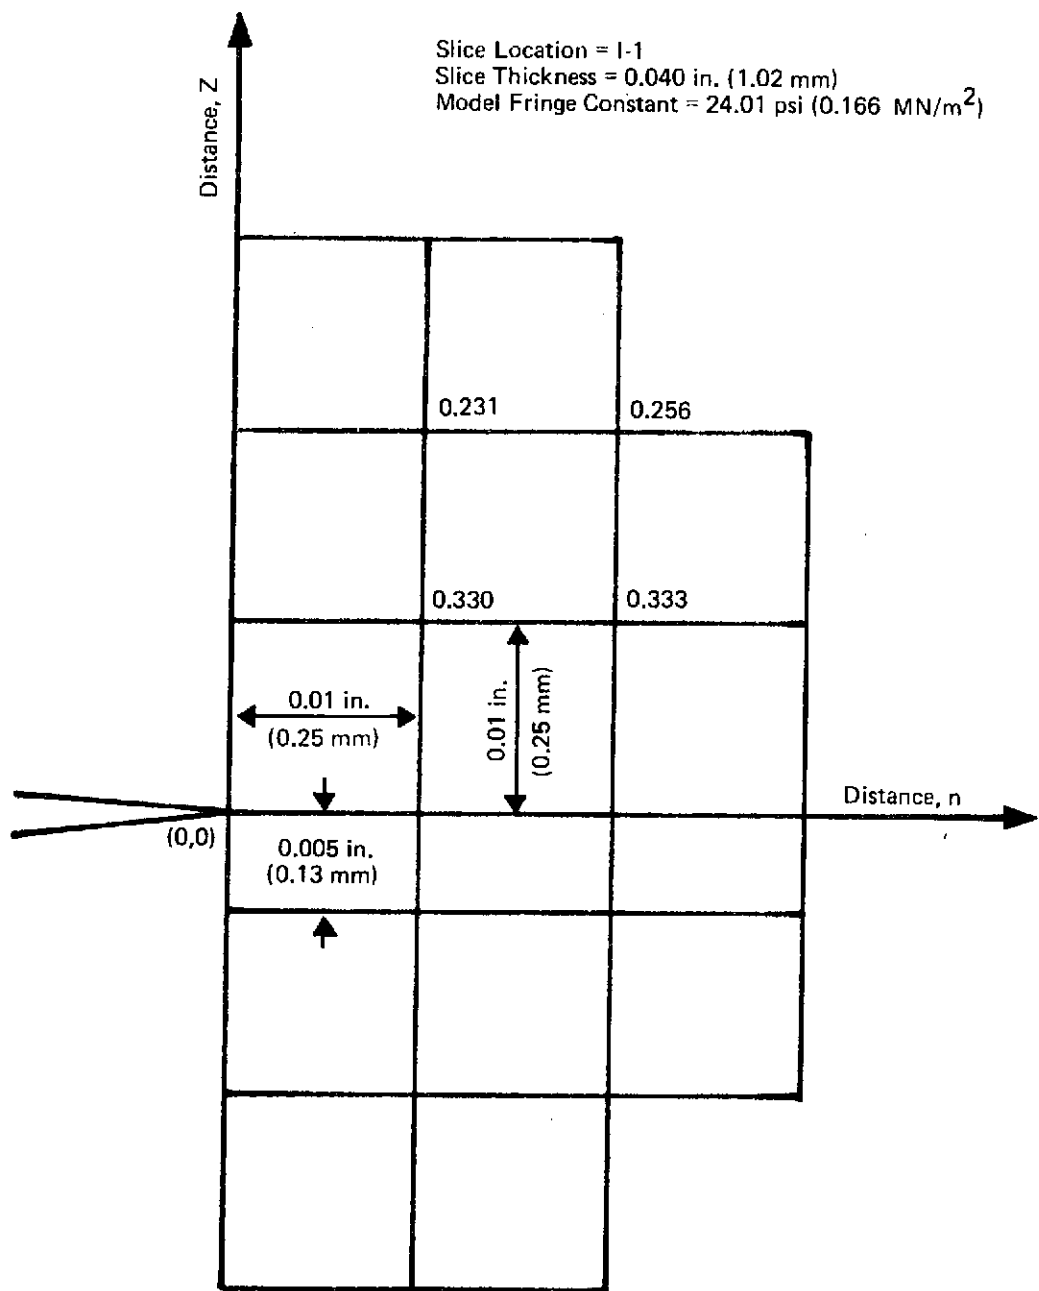 Slice Location = I-1
Slice Thickness = 0.040 in. (1.02 mm)
Model Fringe Constant = 24.01 psi (0.166 MN/m²)
Distance, Z
0.231
0.256
0.330
0.333
0.01 in.
(0.25 mm)
0.01 in.
(0.25 mm)
Distance, n
(0,0)
0.005 in.
(0.13 mm)